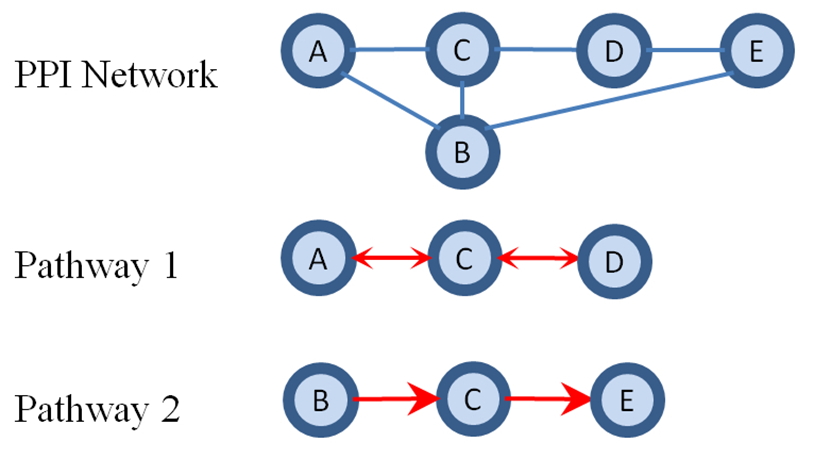 A C D E
PPI Network
B
Pathway 1 A C D
Pathway 2 B C E